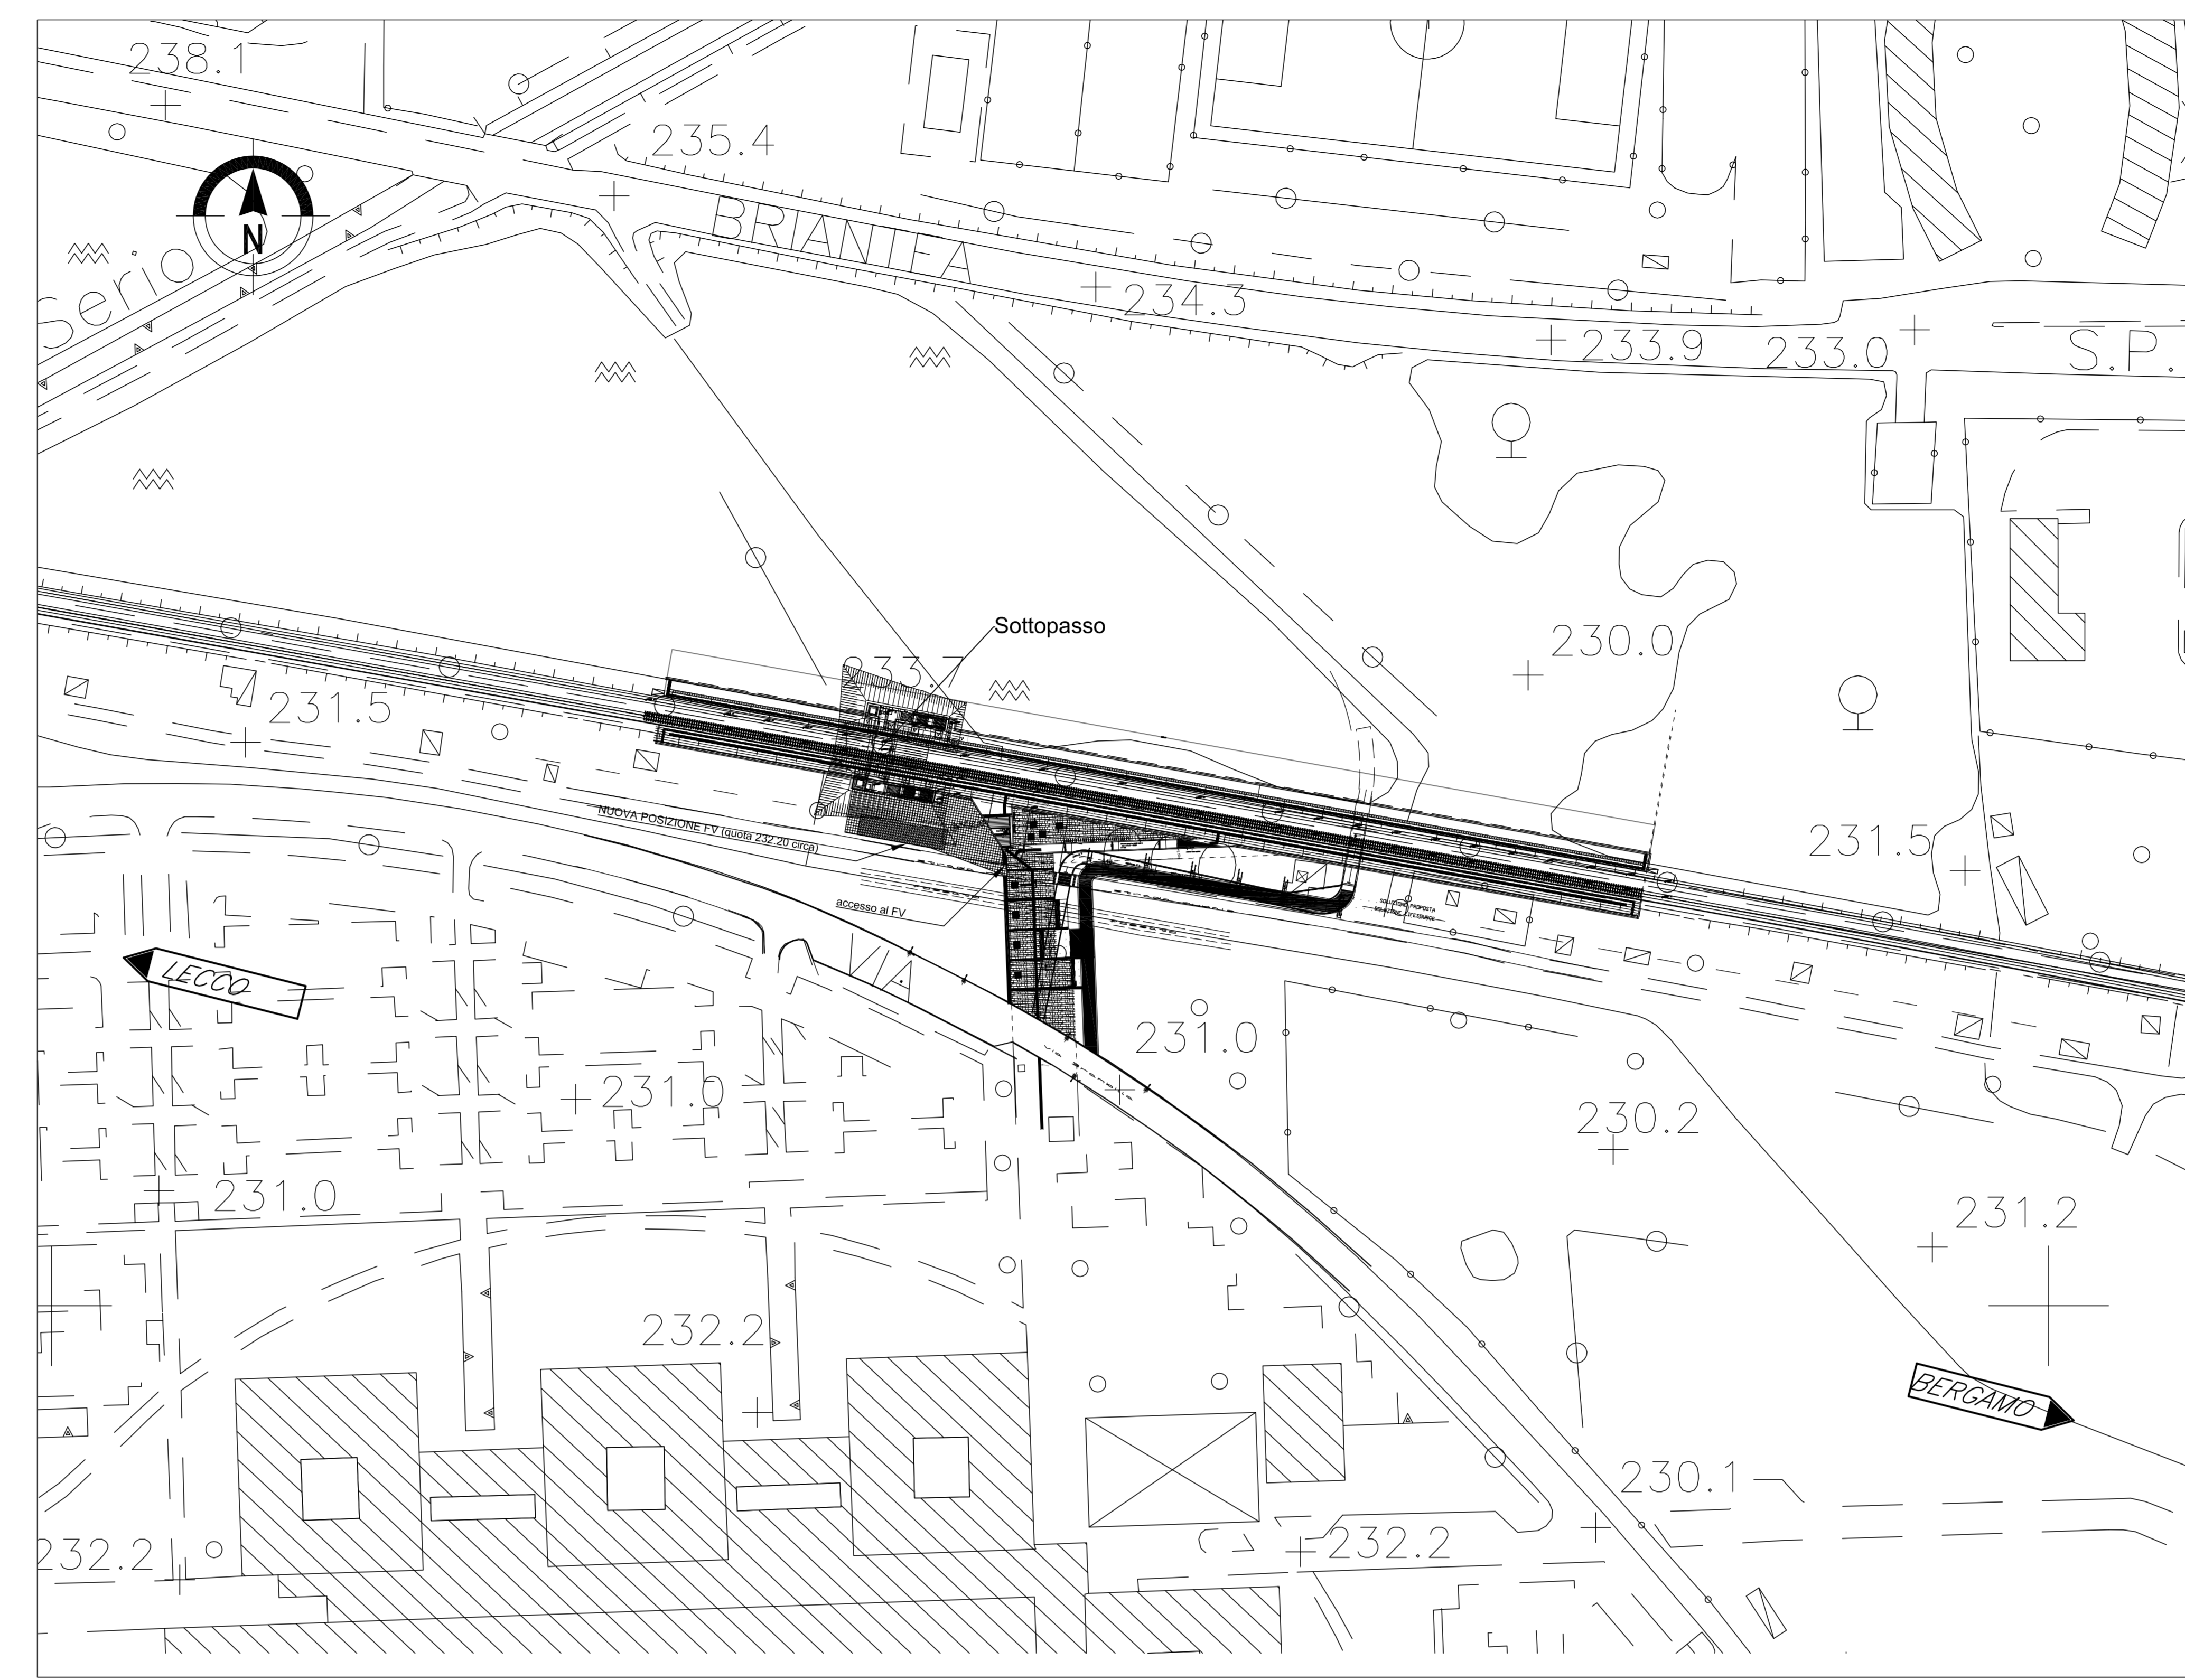 238.1
235.4
BRIANTEA
N
Serio
234.3
233.9
233.0
S.P.
Sottopasso
230.0
233.7
231.5
NUOVA POSIZIONE FV (quota 232.20 circa)
231.5
accesso al FV
SOLUZIONE PROPOSTA
VIA
LECCO
231.0
231.0
230.2
231.0
231.2
232.2
BERGAMO
230.1
232.2
232.2